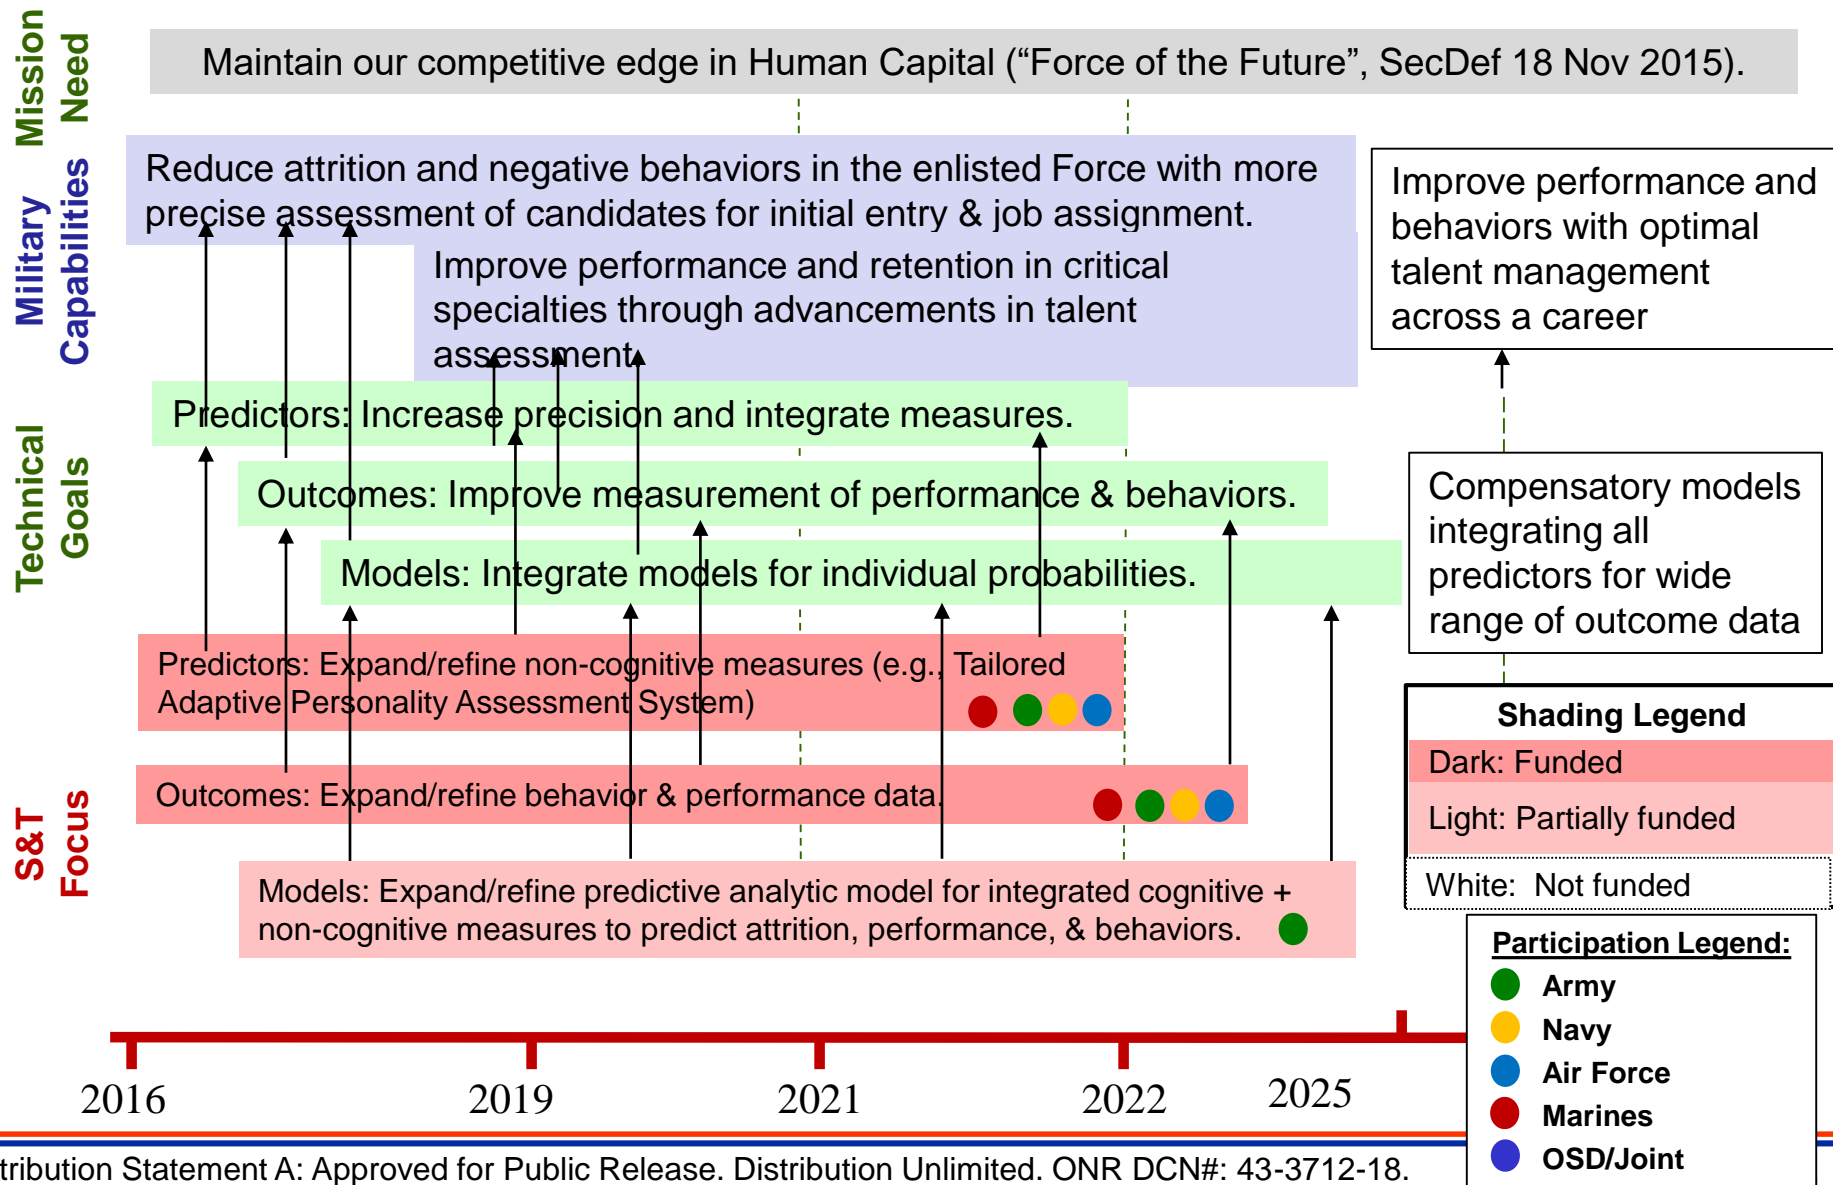 Mission
Need
Maintain our competitive edge in Human Capital (“Force of the Future”, SecDef 18 Nov 2015).
Military
Capabilities
Reduce attrition and negative behaviors in the enlisted Force with more
precise assessment of candidates for initial entry & job assignment.
Improve performance and retention in critical
specialties through advancements in talent
assessment.
Improve performance and
behaviors with optimal
talent management
across a career
Technical
Goals
Predictors: Increase precision and integrate measures.
Outcomes: Improve measurement of performance & behaviors.
Models: Integrate models for individual probabilities.
Compensatory models
integrating all
predictors for wide
range of outcome data
S&T
Focus
Predictors: Expand/refine non-cognitive measures (e.g., Tailored
Adaptive Personality Assessment System)
Outcomes: Expand/refine behavior & performance data.
Models: Expand/refine predictive analytic model for integrated cognitive +
non-cognitive measures to predict attrition, performance, & behaviors.
Shading Legend
Dark: Funded
Light: Partially funded
White: Not funded
Participation Legend:
Army
Navy
Air Force
Marines
OSD/Joint
2016
2019
2021
2022
2025
tribution Statement A: Approved for Public Release. Distribution Unlimited. ONR DCN#: 43-3712-18.